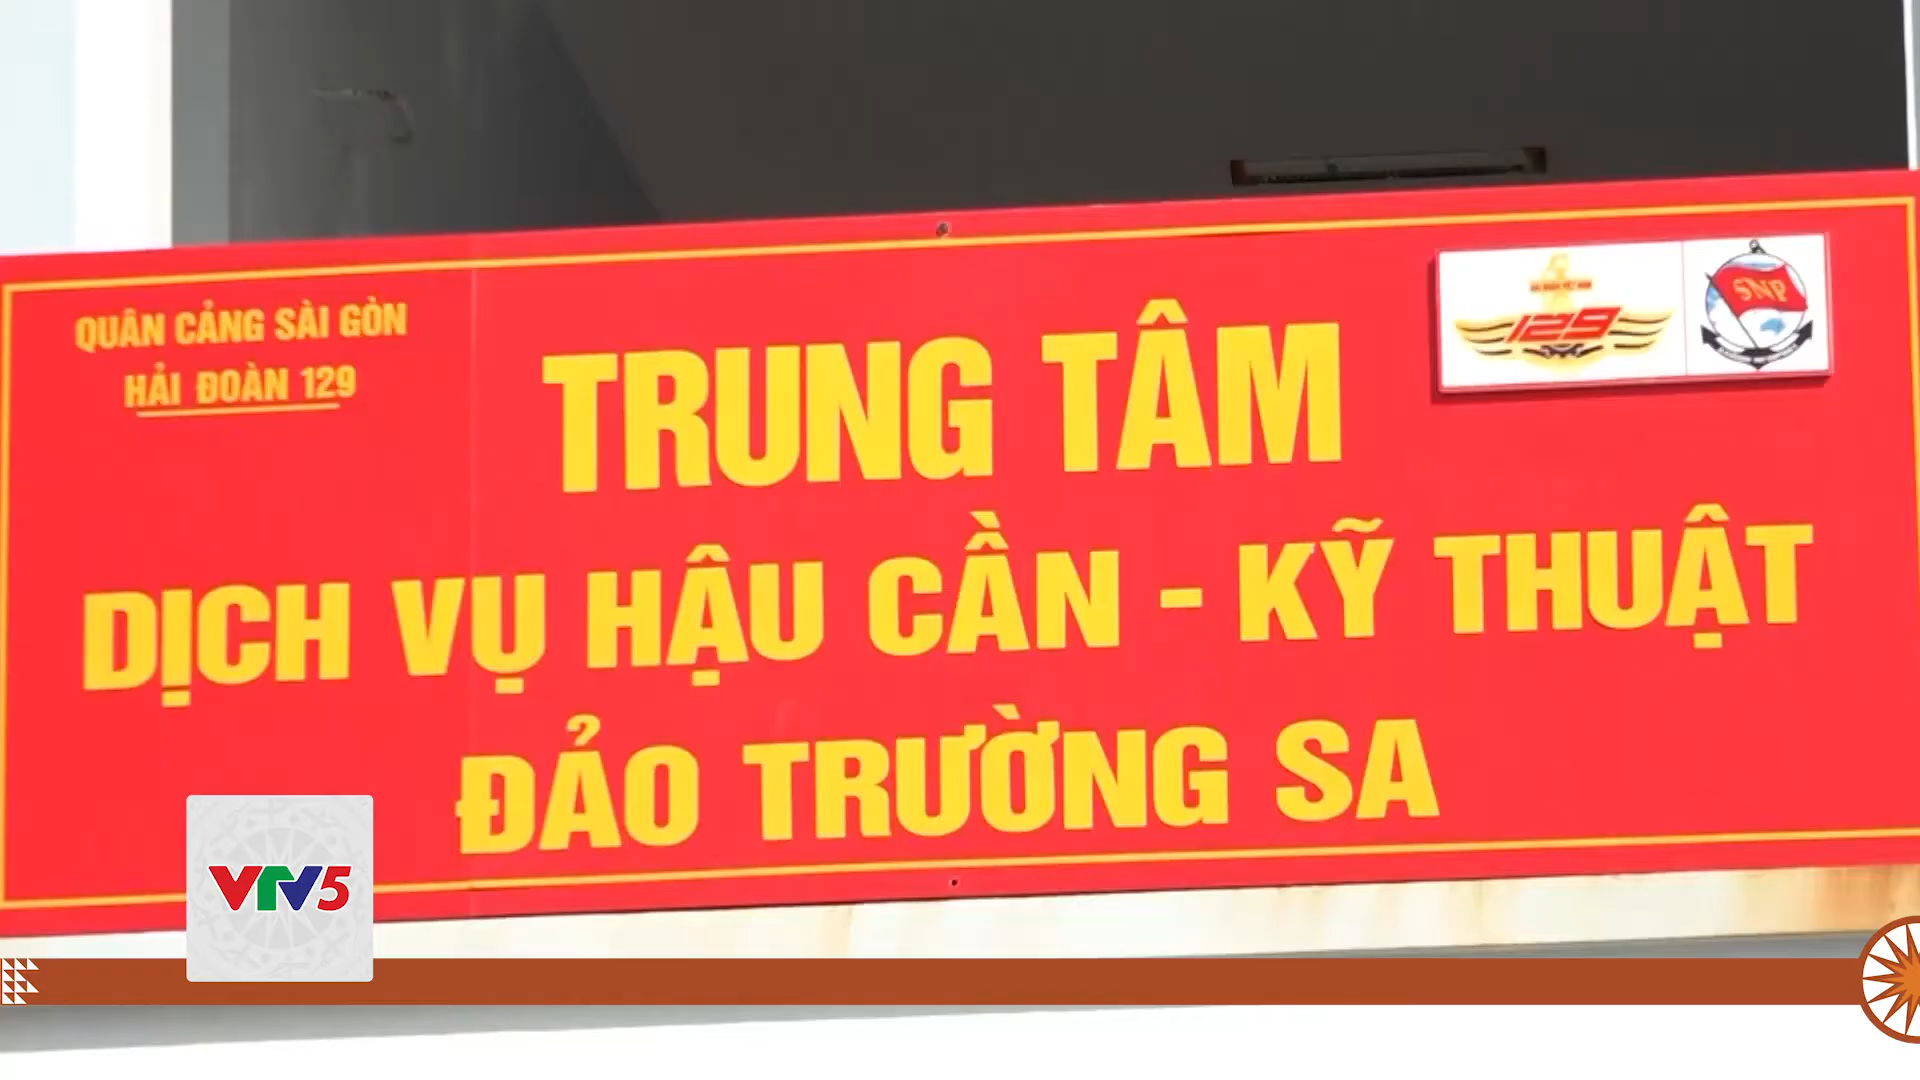 QUÂN CẢNG SÀI GÒN
HẢI ĐOÀN 129
129
SNP
TRUNG TÂM
DỊCH VỤ HẬU CẦN - KỸ THUẬT
ĐẢO TRƯỜNG SA
VTV5